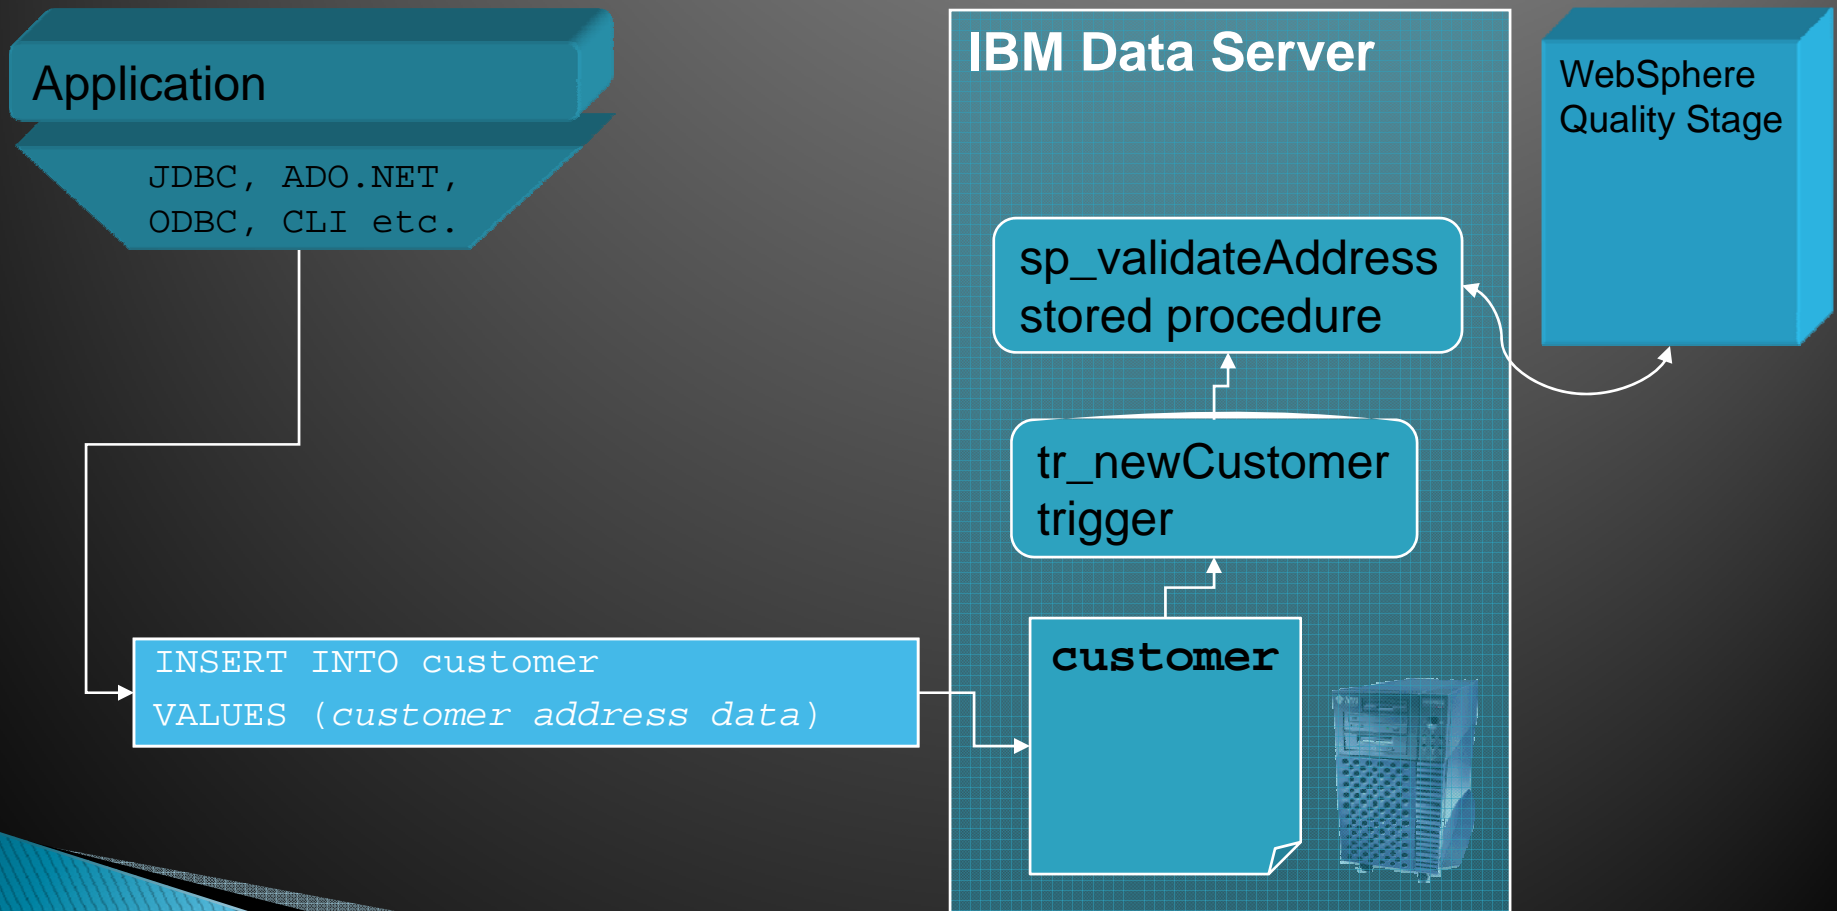 Application
JDBC, ADO.NET,
ODBC, CLI etc.
INSERT INTO customer
VALUES (customer address data)
IBM Data Server
sp_validateAddress
stored procedure
tr_newCustomer
trigger
customer
WebSphere
Quality Stage